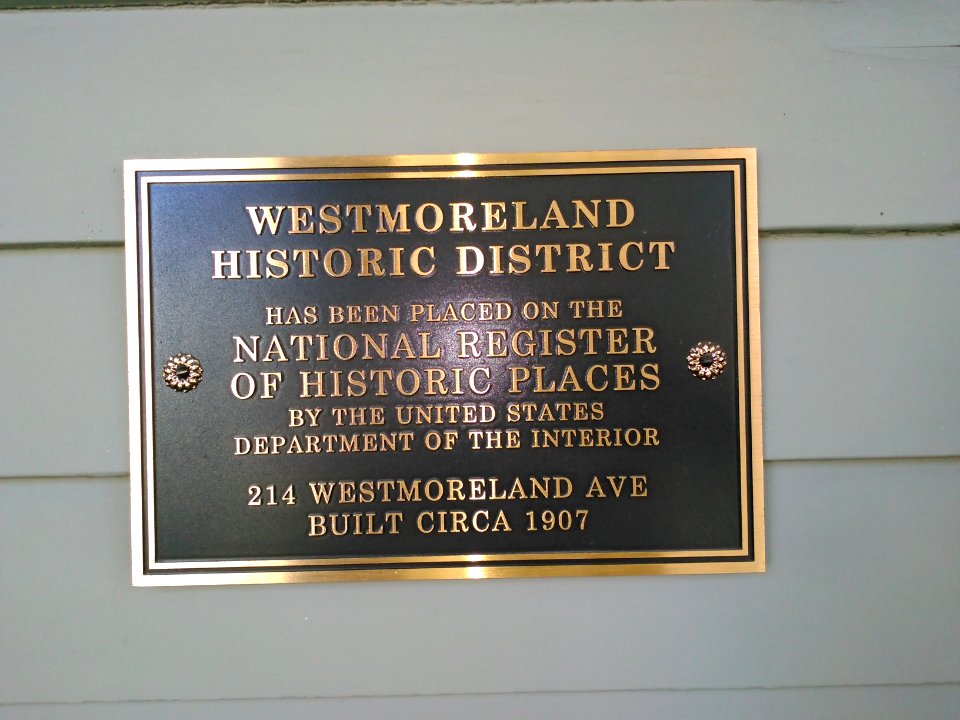 WESTMORELAND
HISTORIC DISTRICT
HAS BEEN PLACED ON THE
NATIONAL REGISTER
OF HISTORIC PLACES
BY THE UNITED STATES
DEPARTMENT OF THE INTERIOR
214 WESTMORELAND AVE
BUILT CIRCA 1907